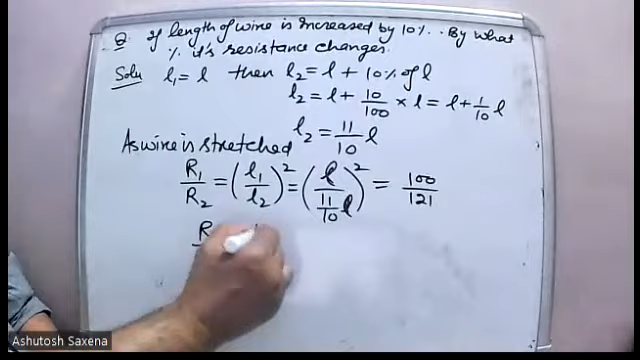 Q. If length of wire is increased by 10%. By what
% it's resistance changes.
Solu l₁ = l then l₂ = l + 10% of l
l₂ = l + 10/100 × l = l + 1/10 l
l₂ = 11/10 l
As wire is stretched
R₁/R₂ = (l₁/l₂)² = (l/(11/10 l))² = 100/121
R
Ashutosh Saxena